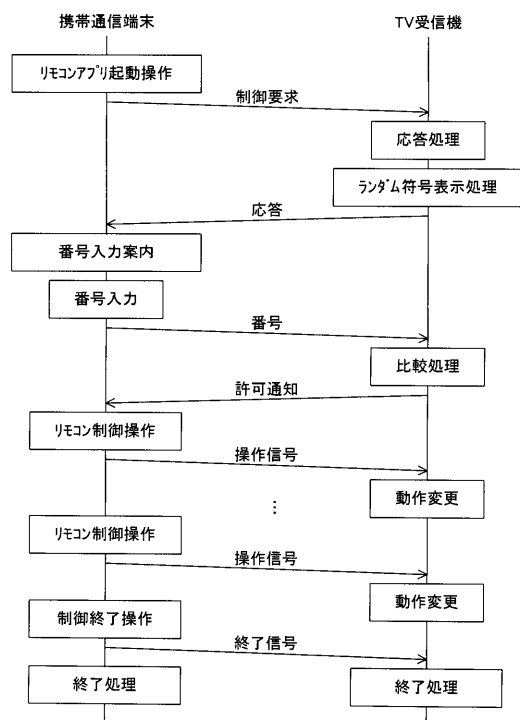 携帯通信端末
TV受信機
リモコンアプリ起動操作
制御要求
応答処理
ランダム符号表示処理
応答
番号入力案内
番号入力
番号
比較処理
許可通知
リモコン制御操作
操作信号
動作変更
⋮
リモコン制御操作
操作信号
動作変更
制御終了操作
終了信号
終了処理
終了処理